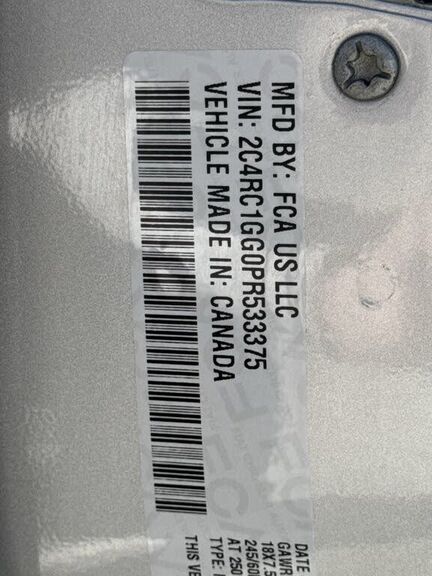 MFD BY: FCA US LLC
VIN: 2C4RC1GG0PR533375
VEHICLE MADE IN: CANADA
DATE
GAWR
18X7.5
245/60
AT 250
TYPE:
THIS VE